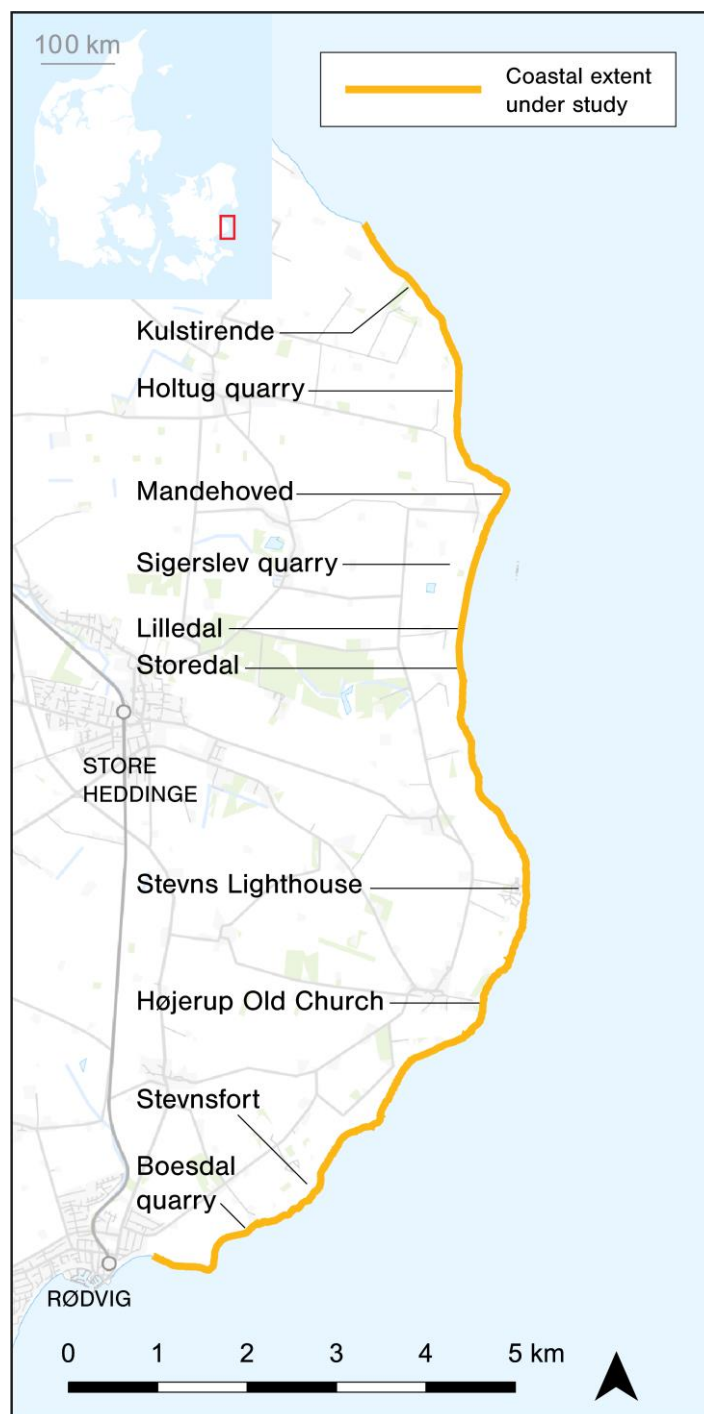 100 km
Coastal extent
under study
Kulstirende
Holtug quarry
Mandehoved
Sigerslev quarry
Lilledal
Storedal
STORE
HEDDINGE
Stevns Lighthouse
Højerup Old Church
Stevnsfort
Boesdal
quarry
RØDVIG
0 1 2 3 4 5 km